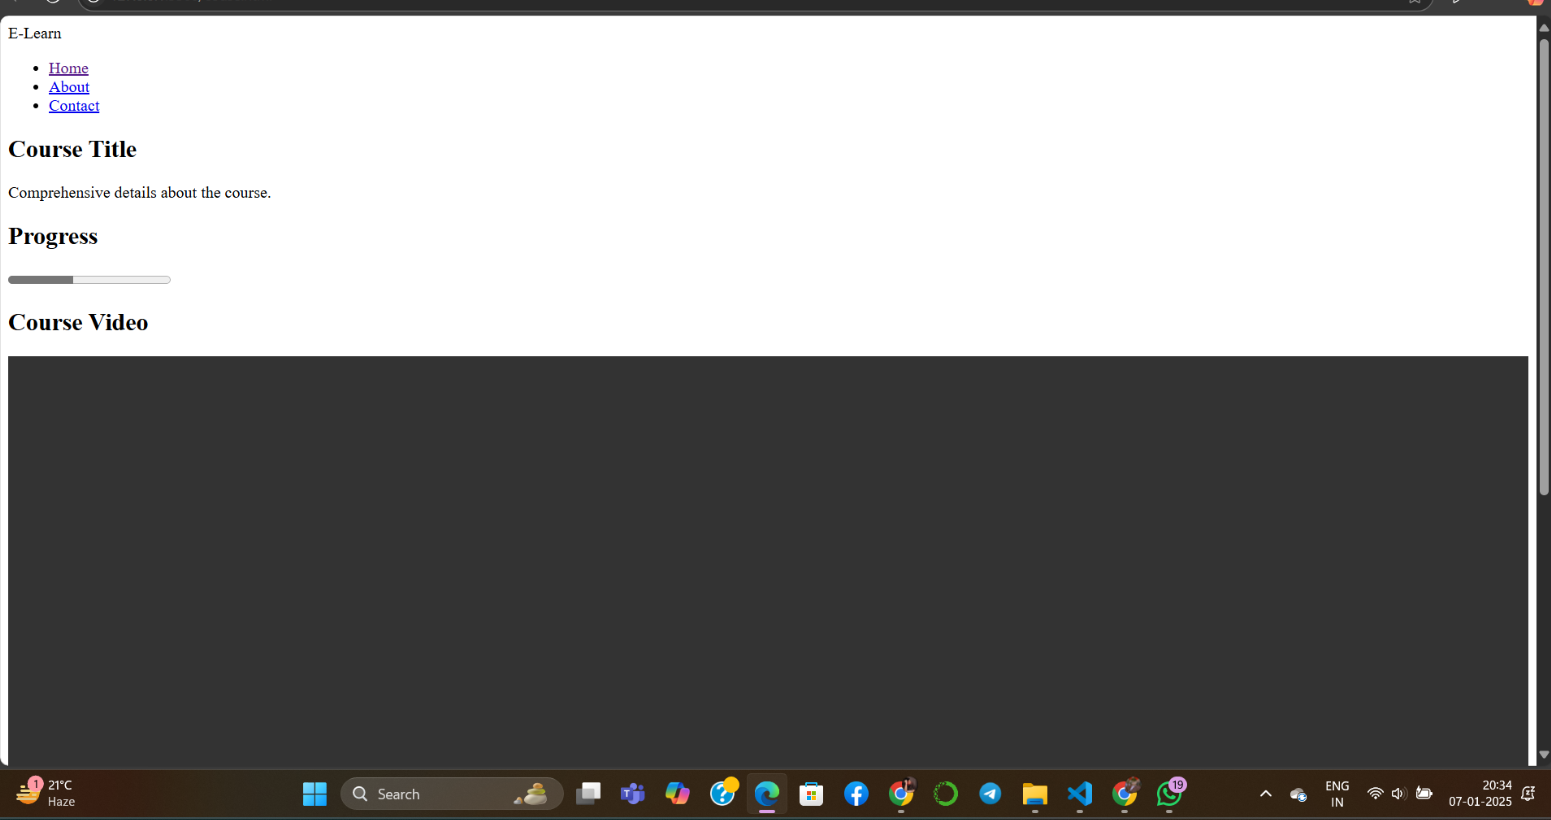 E-Learn
Home
About
Contact
Course Title
Comprehensive details about the course.
Progress
Course Video
1
21°C
Haze
Search
19
ENG
IN
20:34
07-01-2025